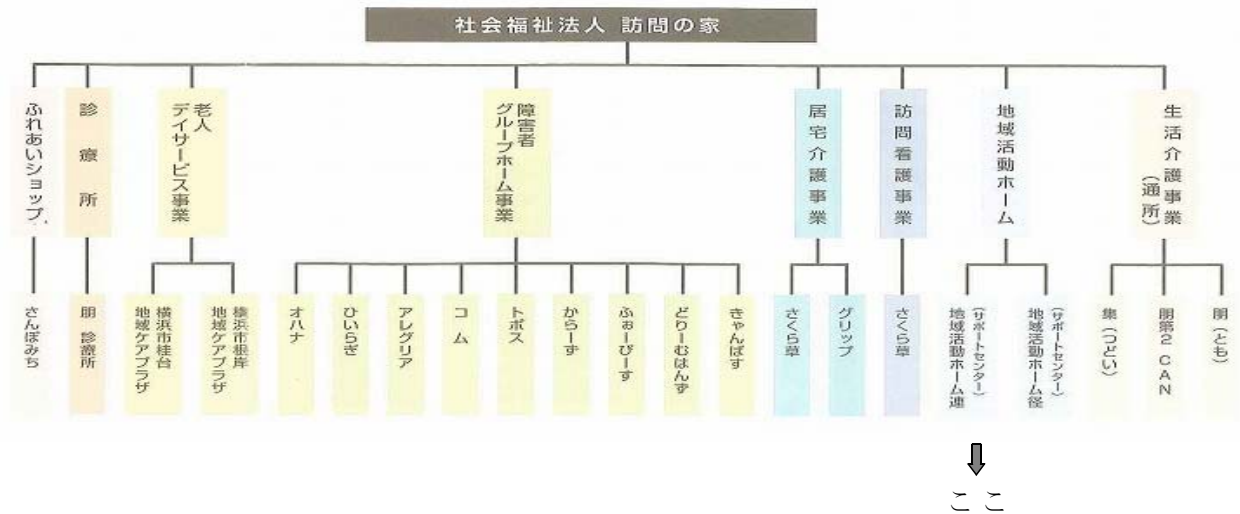 社会福祉法人 訪問の家
生活介護事業
(通所)
地域活動ホーム
訪問看護事業
居宅介護事業
障害者
グループホーム事業
老人
デイサービス事業
診療所
ふれあいショップ
朋(とも)
朋第2 CAN
集(つどい)
(サポートセンター)
地域活動ホーム径
(サポートセンター)
地域活動ホーム連
さくら草
グリップ
さくら草
きゃんばす
どりーむはんず
ふぉーぴーす
からーず
トポス
コム
アレグリア
ひいらぎ
オハナ
横浜市根岸
地域ケアプラザ
横浜市桂台
地域ケアプラザ
朋 診療所
さんぽみち
ここ